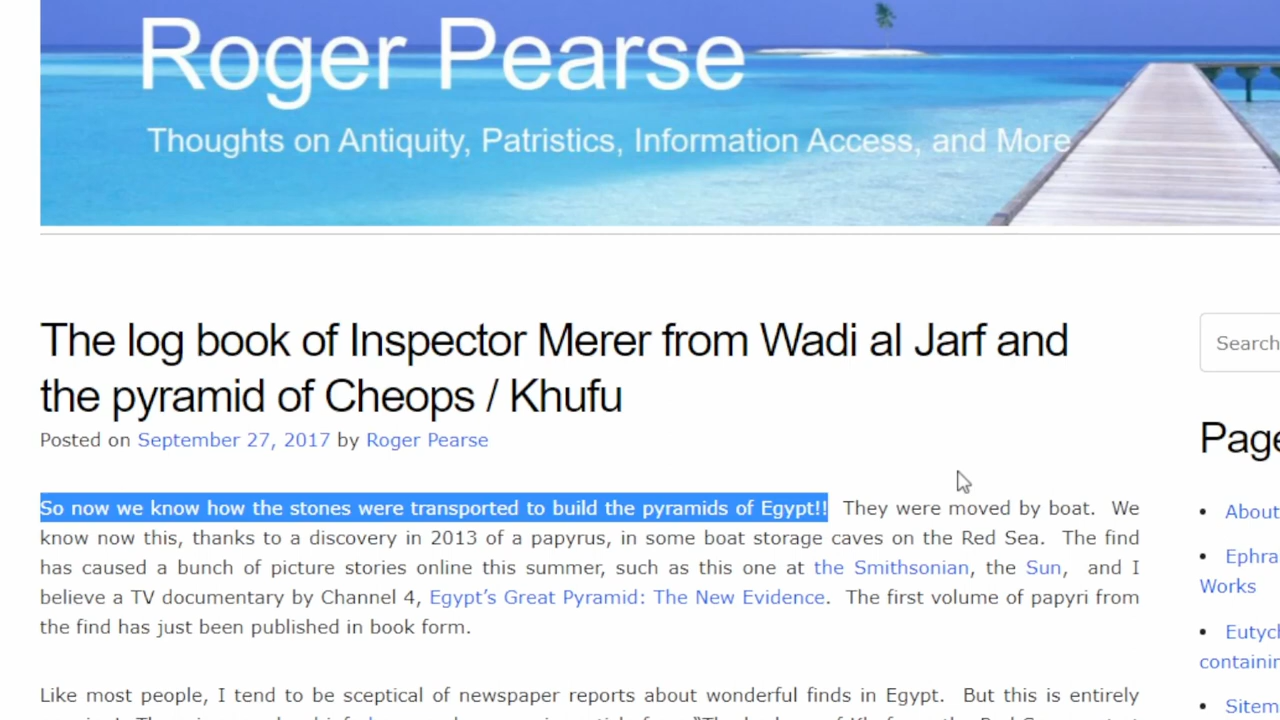 Roger Pearse
Thoughts on Antiquity, Patristics, Information Access, and More
The log book of Inspector Merer from Wadi al Jarf and
the pyramid of Cheops / Khufu
Posted on September 27, 2017 by Roger Pearse
So now we know how the stones were transported to build the pyramids of Egypt!!  They were moved by boat.  We
know now this, thanks to a discovery in 2013 of a papyrus, in some boat storage caves on the Red Sea.  The find
has caused a bunch of picture stories online this summer, such as this one at the Smithsonian, the Sun,  and I
believe a TV documentary by Channel 4, Egypt’s Great Pyramid: The New Evidence.  The first volume of papyri from
the find has just been published in book form.
Like most people, I tend to be sceptical of newspaper reports about wonderful finds in Egypt.  But this is entirely
Search
Page
• About
• Ephra
Works
• Eutych
containin
• Sitem